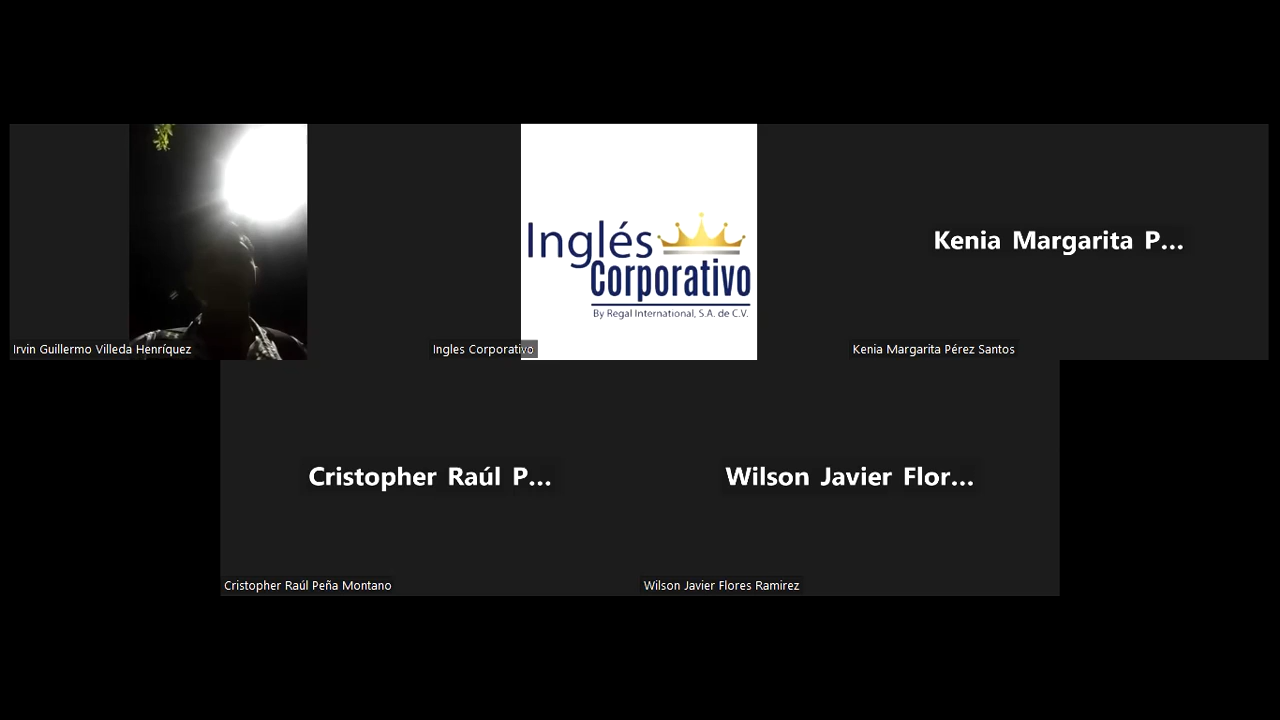 Inglés
Corporativo
By Regal International, S.A. de C.V.
Kenia Margarita P...
Irvin Guillermo Villeda Henríquez
Ingles Corporativo
Kenia Margarita Pérez Santos
Cristopher Raúl P...
Wilson Javier Flor...
Cristopher Raúl Peña Montano
Wilson Javier Flores Ramirez